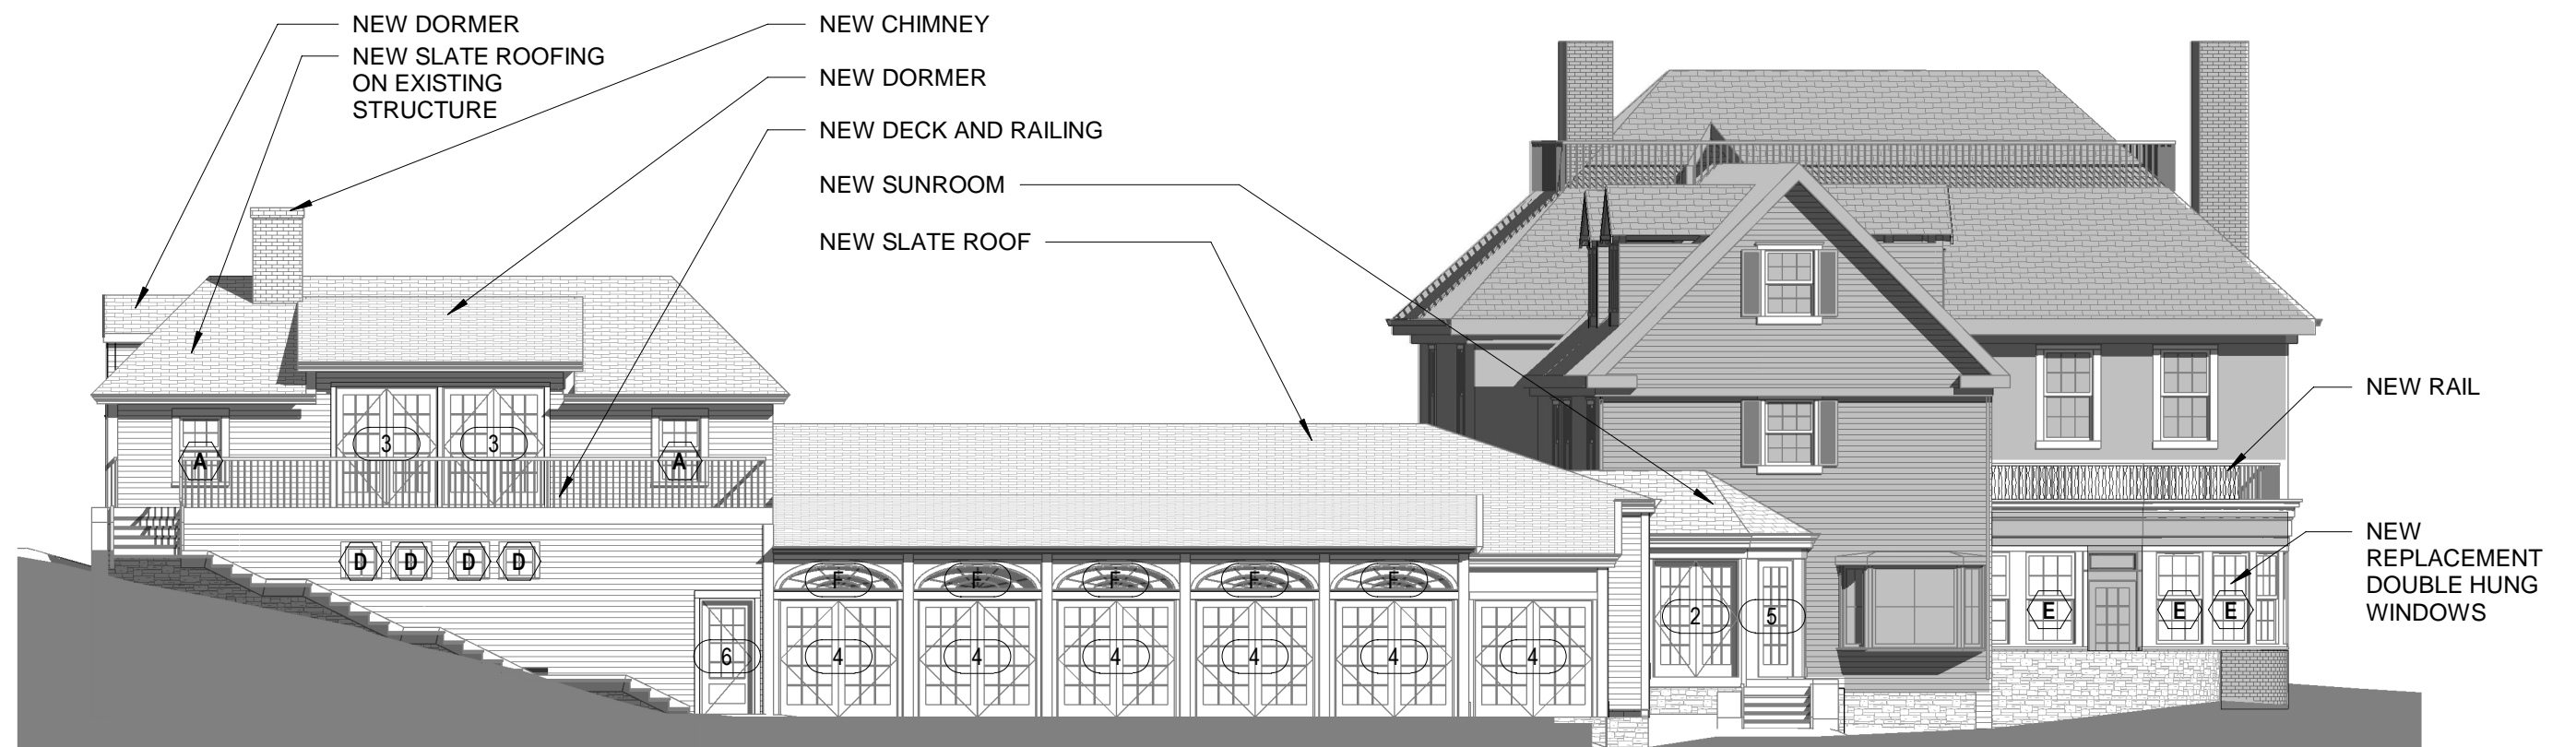 NEW DORMER
NEW SLATE ROOFING
ON EXISTING
STRUCTURE
NEW CHIMNEY
NEW DORMER
NEW DECK AND RAILING
NEW SUNROOM
NEW SLATE ROOF
NEW RAIL
NEW
REPLACEMENT
DOUBLE HUNG
WINDOWS
A 3 3 A
D D D D
F F F F F
6 4 4 4 4 4 4
2 5
E E E